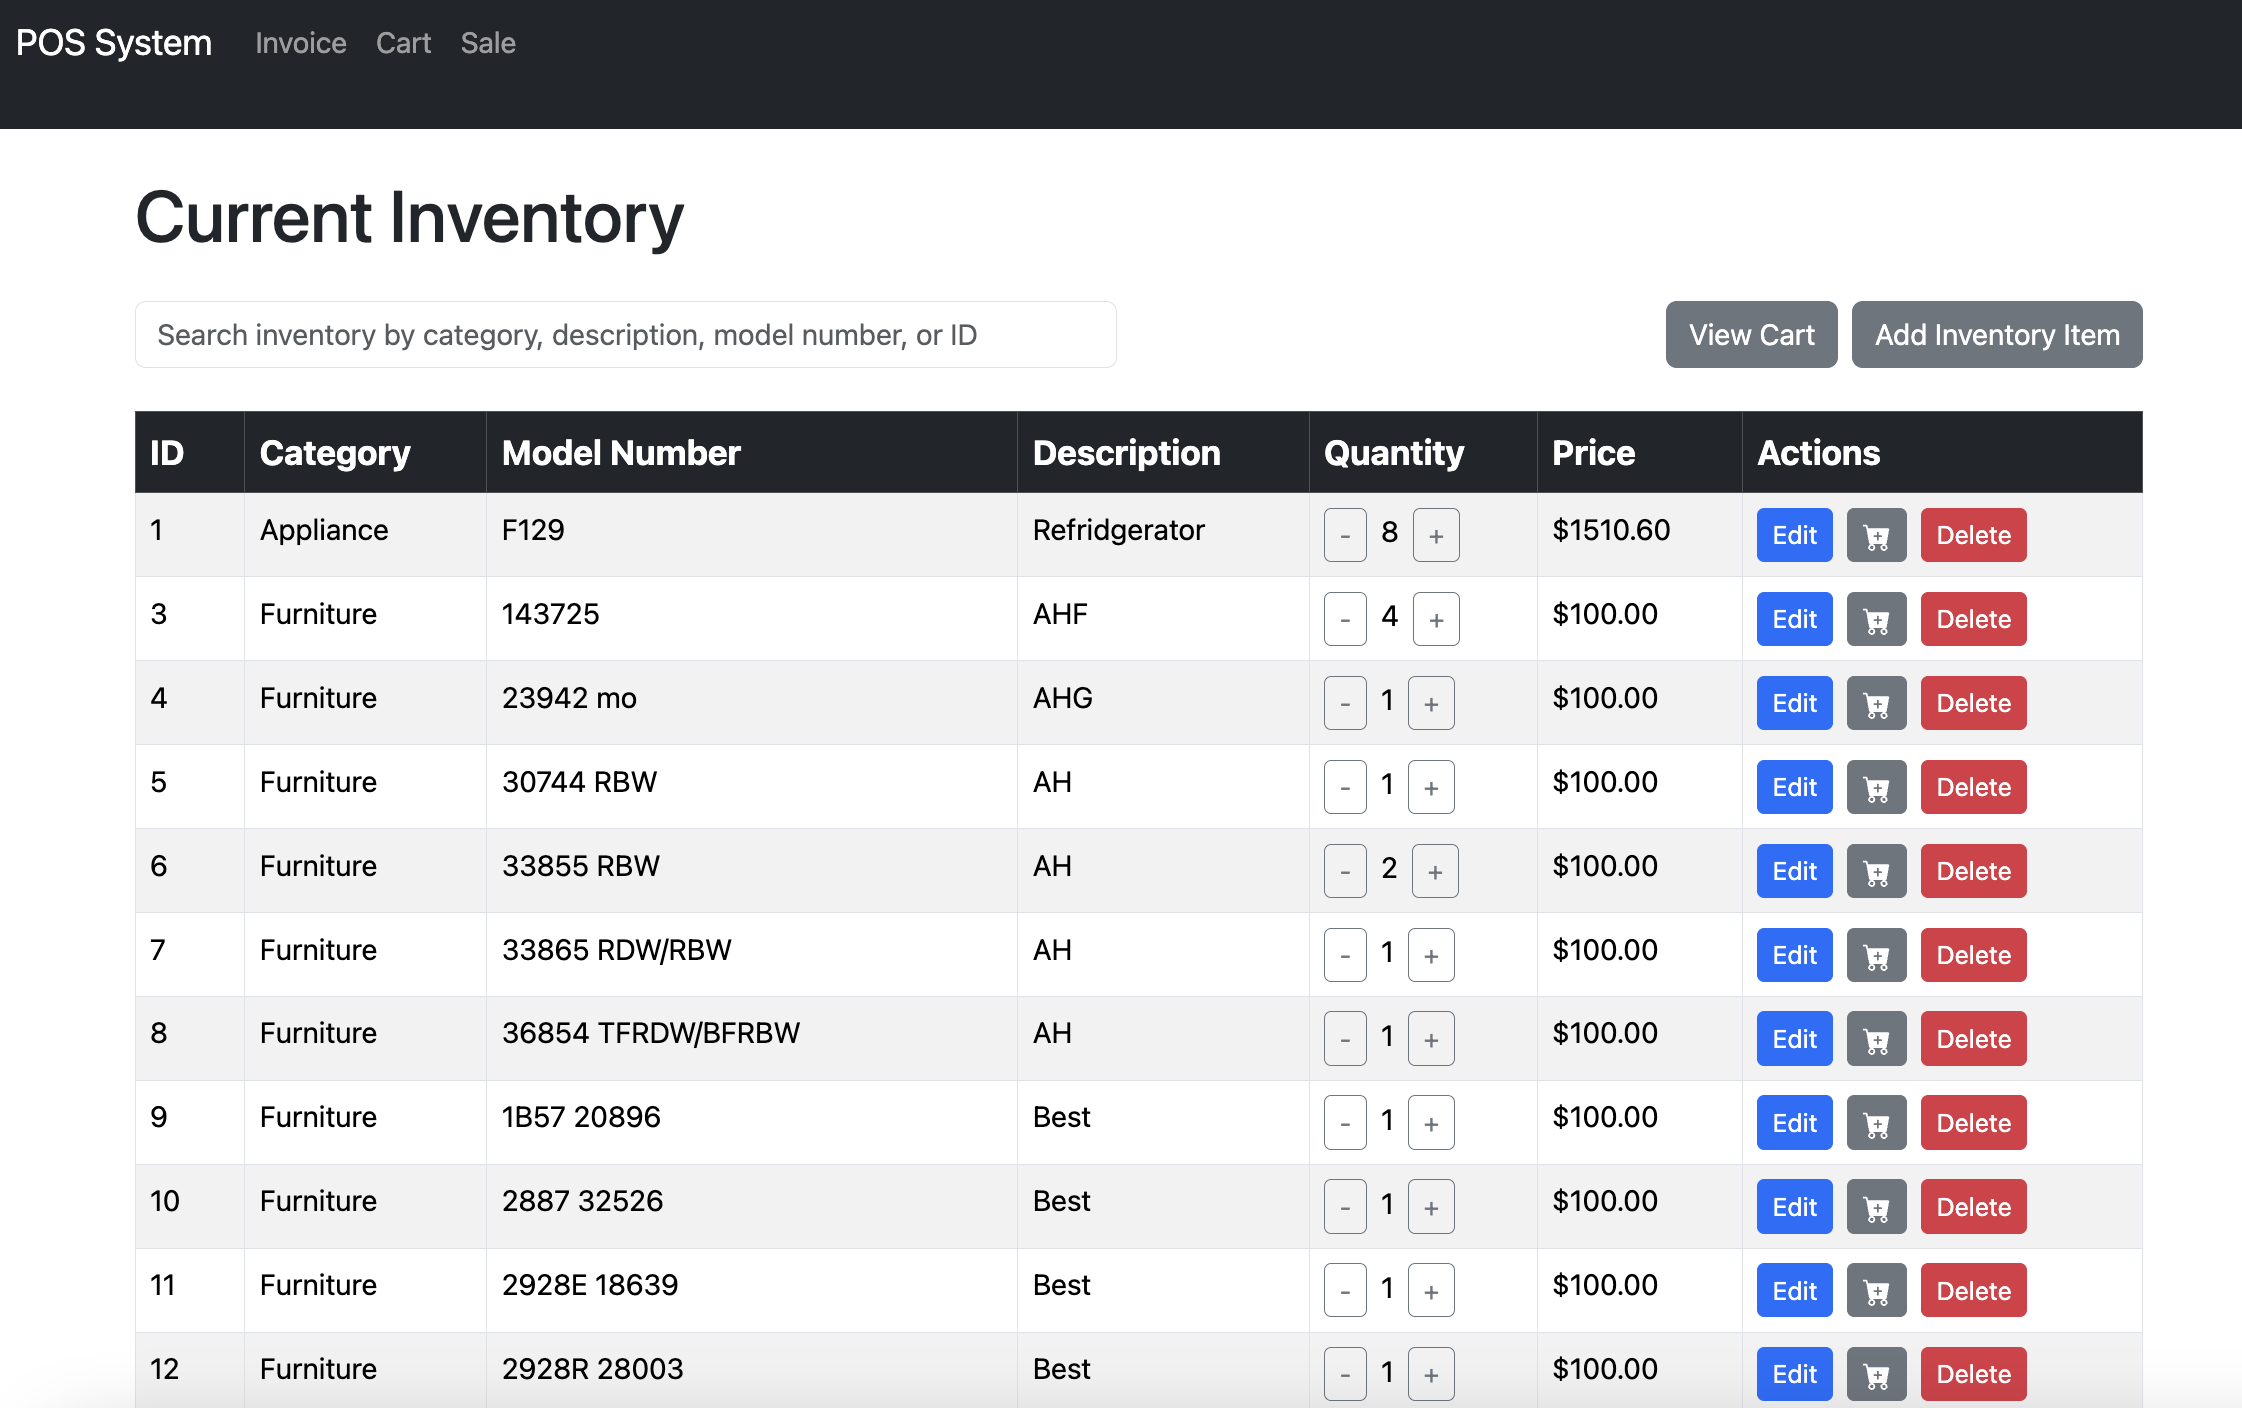 POS System Invoice Cart Sale
Current Inventory
Search inventory by category, description, model number, or ID View Cart Add Inventory Item
ID Category Model Number Description Quantity Price Actions
1 Appliance F129 Refridgerator - 8 + $1510.60 Edit Delete
3 Furniture 143725 AHF - 4 + $100.00 Edit Delete
4 Furniture 23942 mo AHG - 1 + $100.00 Edit Delete
5 Furniture 30744 RBW AH - 1 + $100.00 Edit Delete
6 Furniture 33855 RBW AH - 2 + $100.00 Edit Delete
7 Furniture 33865 RDW/RBW AH - 1 + $100.00 Edit Delete
8 Furniture 36854 TFRDW/BFRBW AH - 1 + $100.00 Edit Delete
9 Furniture 1B57 20896 Best - 1 + $100.00 Edit Delete
10 Furniture 2887 32526 Best - 1 + $100.00 Edit Delete
11 Furniture 2928E 18639 Best - 1 + $100.00 Edit Delete
12 Furniture 2928R 28003 Best - 1 + $100.00 Edit Delete